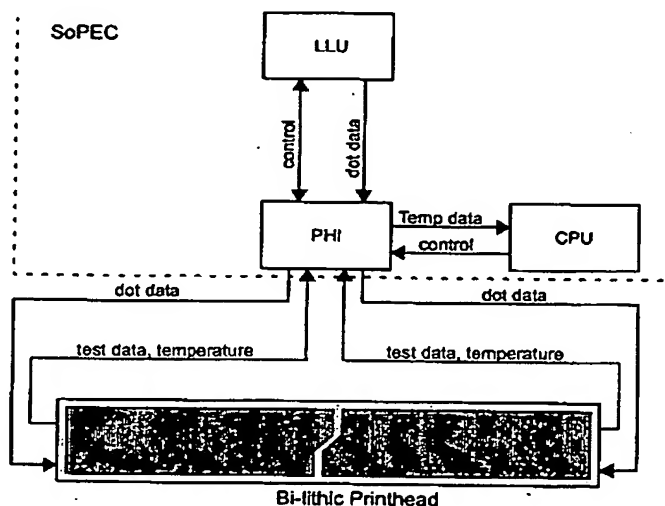 SoPEC
LLU
control
dot data
PHI
Temp data
control
CPU
dot data
dot data
test data, temperature
test data, temperature
Bi-lithic Printhead